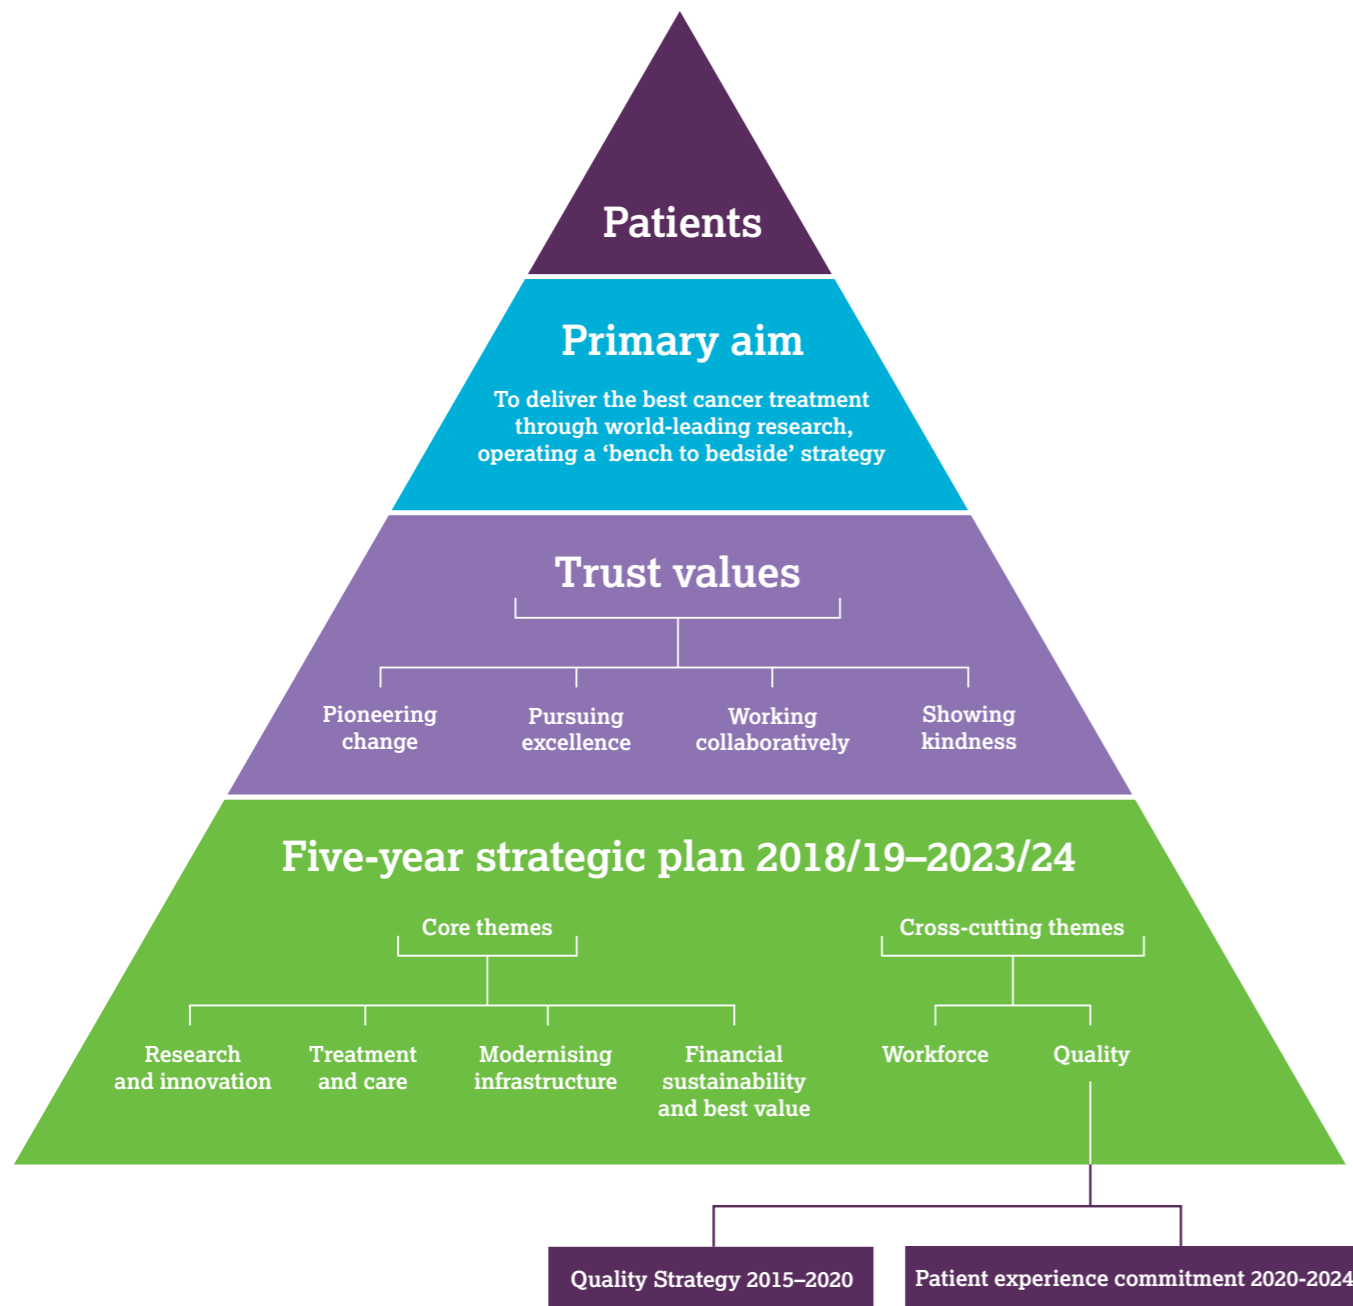 Patients
Primary aim
To deliver the best cancer treatment
through world-leading research,
operating a ‘bench to bedside’ strategy
Trust values
Pioneering
change
Pursuing
excellence
Working
collaboratively
Showing
kindness
Five-year strategic plan 2018/19–2023/24
Core themes
Research
and innovation
Treatment
and care
Modernising
infrastructure
Financial
sustainability
and best value
Cross-cutting themes
Workforce
Quality
Quality Strategy 2015–2020
Patient experience commitment 2020-2024